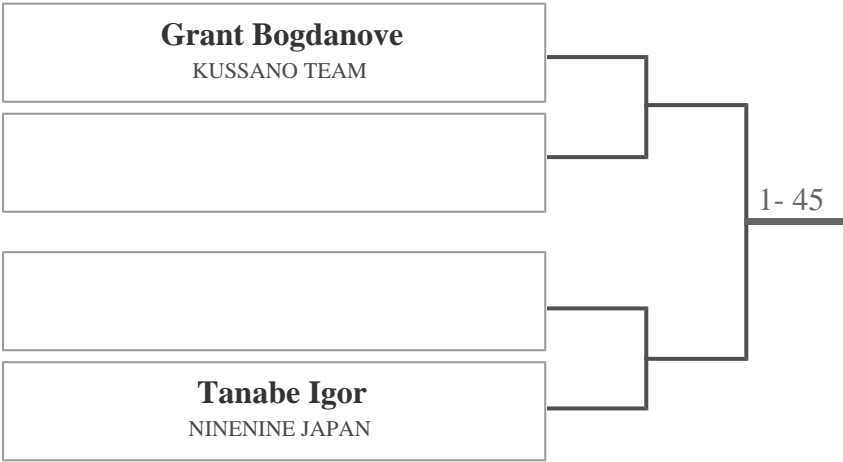 Grant Bogdanove
KUSSANO TEAM
1- 45
Tanabe Igor
NINENINE JAPAN